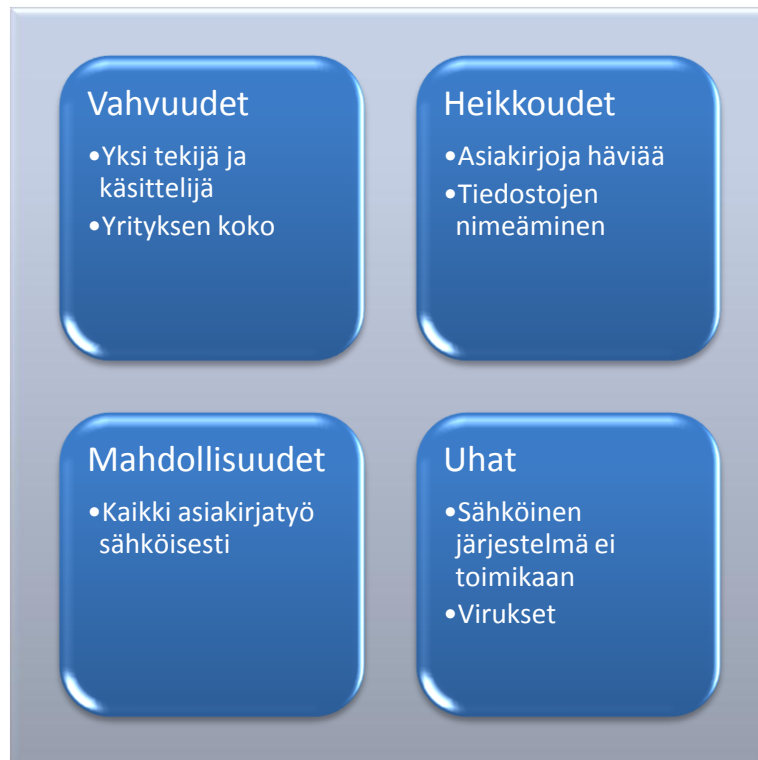 Vahvuudet
•Yksi tekijä ja
käsittelijä
•Yrityksen koko
Heikkoudet
•Asiakirjoja häviää
•Tiedostojen
nimeäminen
Mahdollisuudet
•Kaikki asiakirjatyö
sähköisesti
Uhat
•Sähköinen
järjestelmä ei
toimikaan
•Virukset